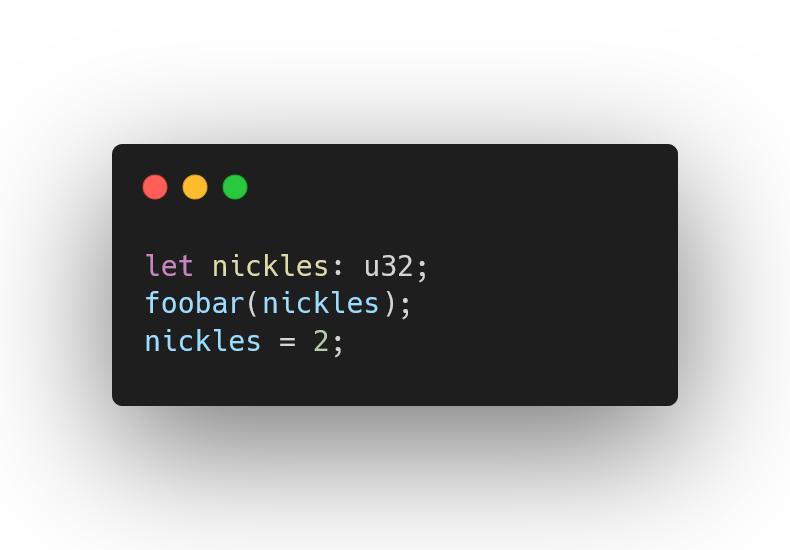 let nickles: u32;
foobar(nickles);
nickles = 2;